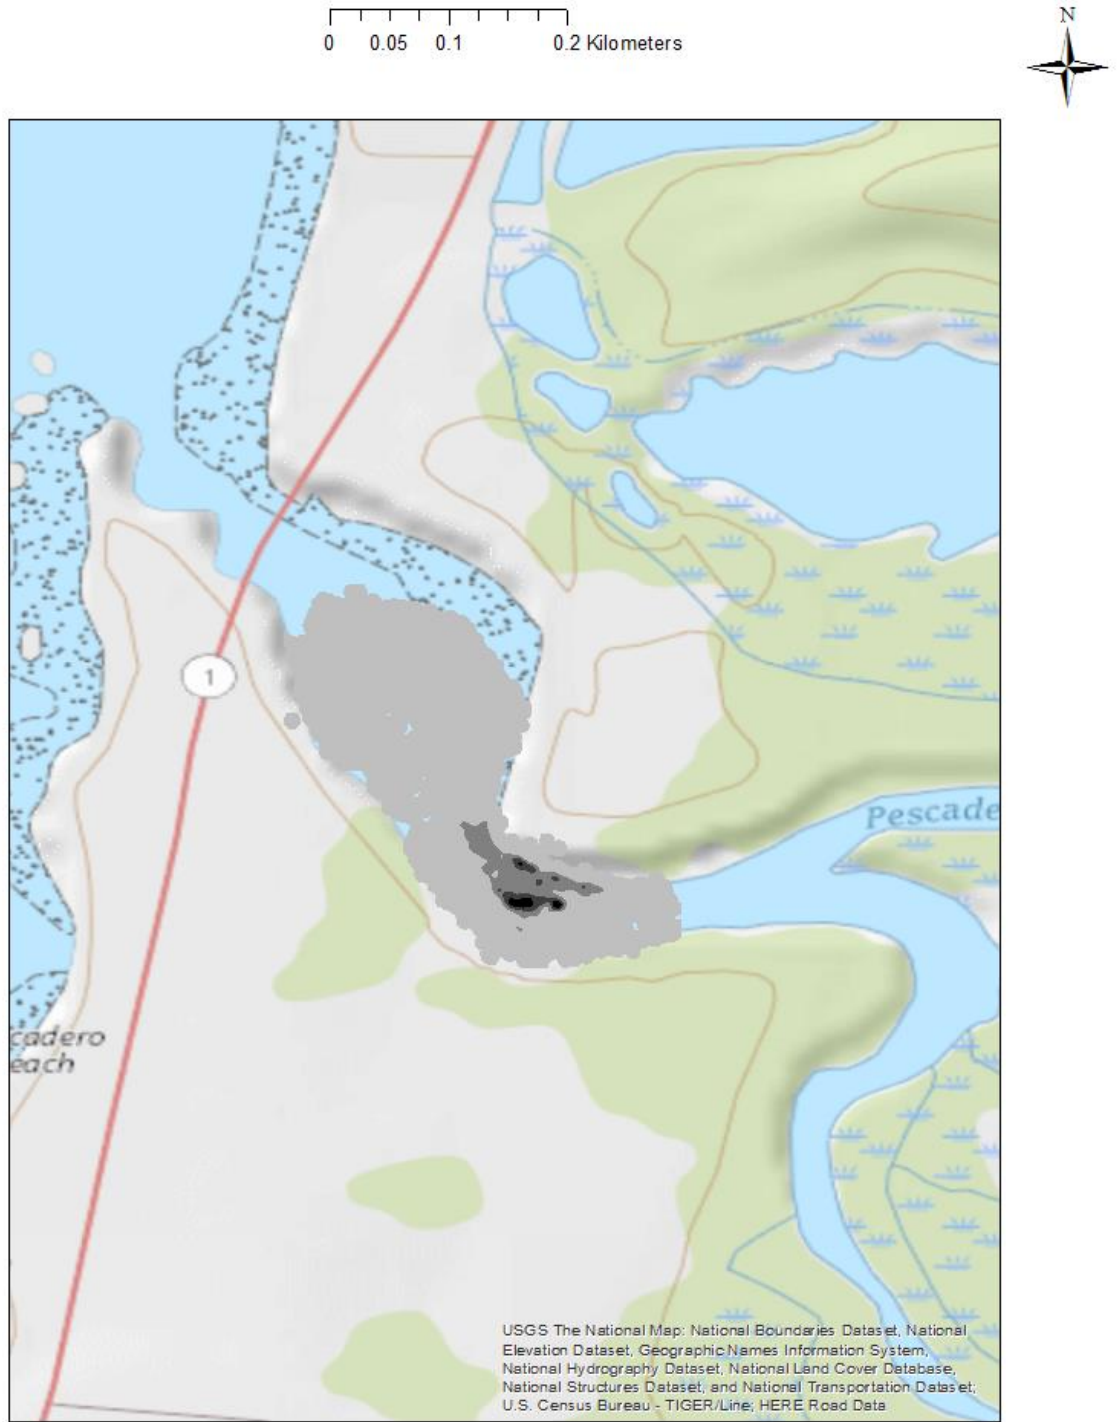 N
0 0.05 0.1 0.2 Kilometers
1
Pescade
cadero
each
USGS The National Map: National Boundaries Dataset, National
Elevation Dataset, Geographic Names Information System,
National Hydrography Dataset, National Land Cover Database,
National Structures Dataset, and National Transportation Dataset;
U.S. Census Bureau - TIGER/Line; HERE Road Data